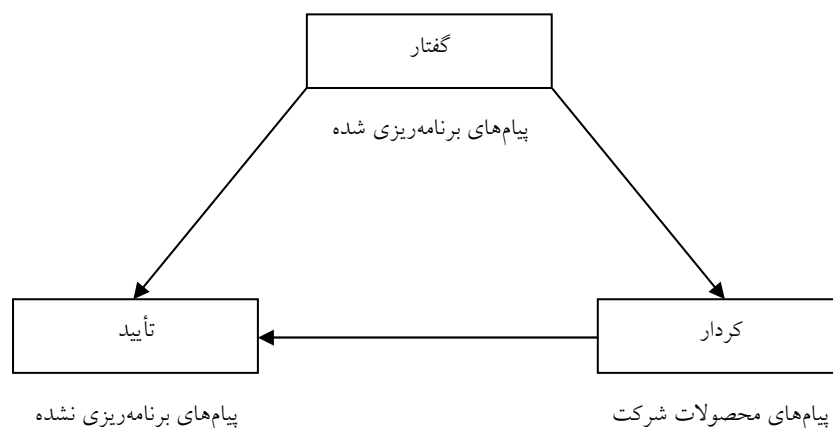 گفتار
پیام‌های برنامه‌ریزی شده
کردار
تأیید
پیام‌های محصولات شرکت
پیام‌های برنامه‌ریزی نشده